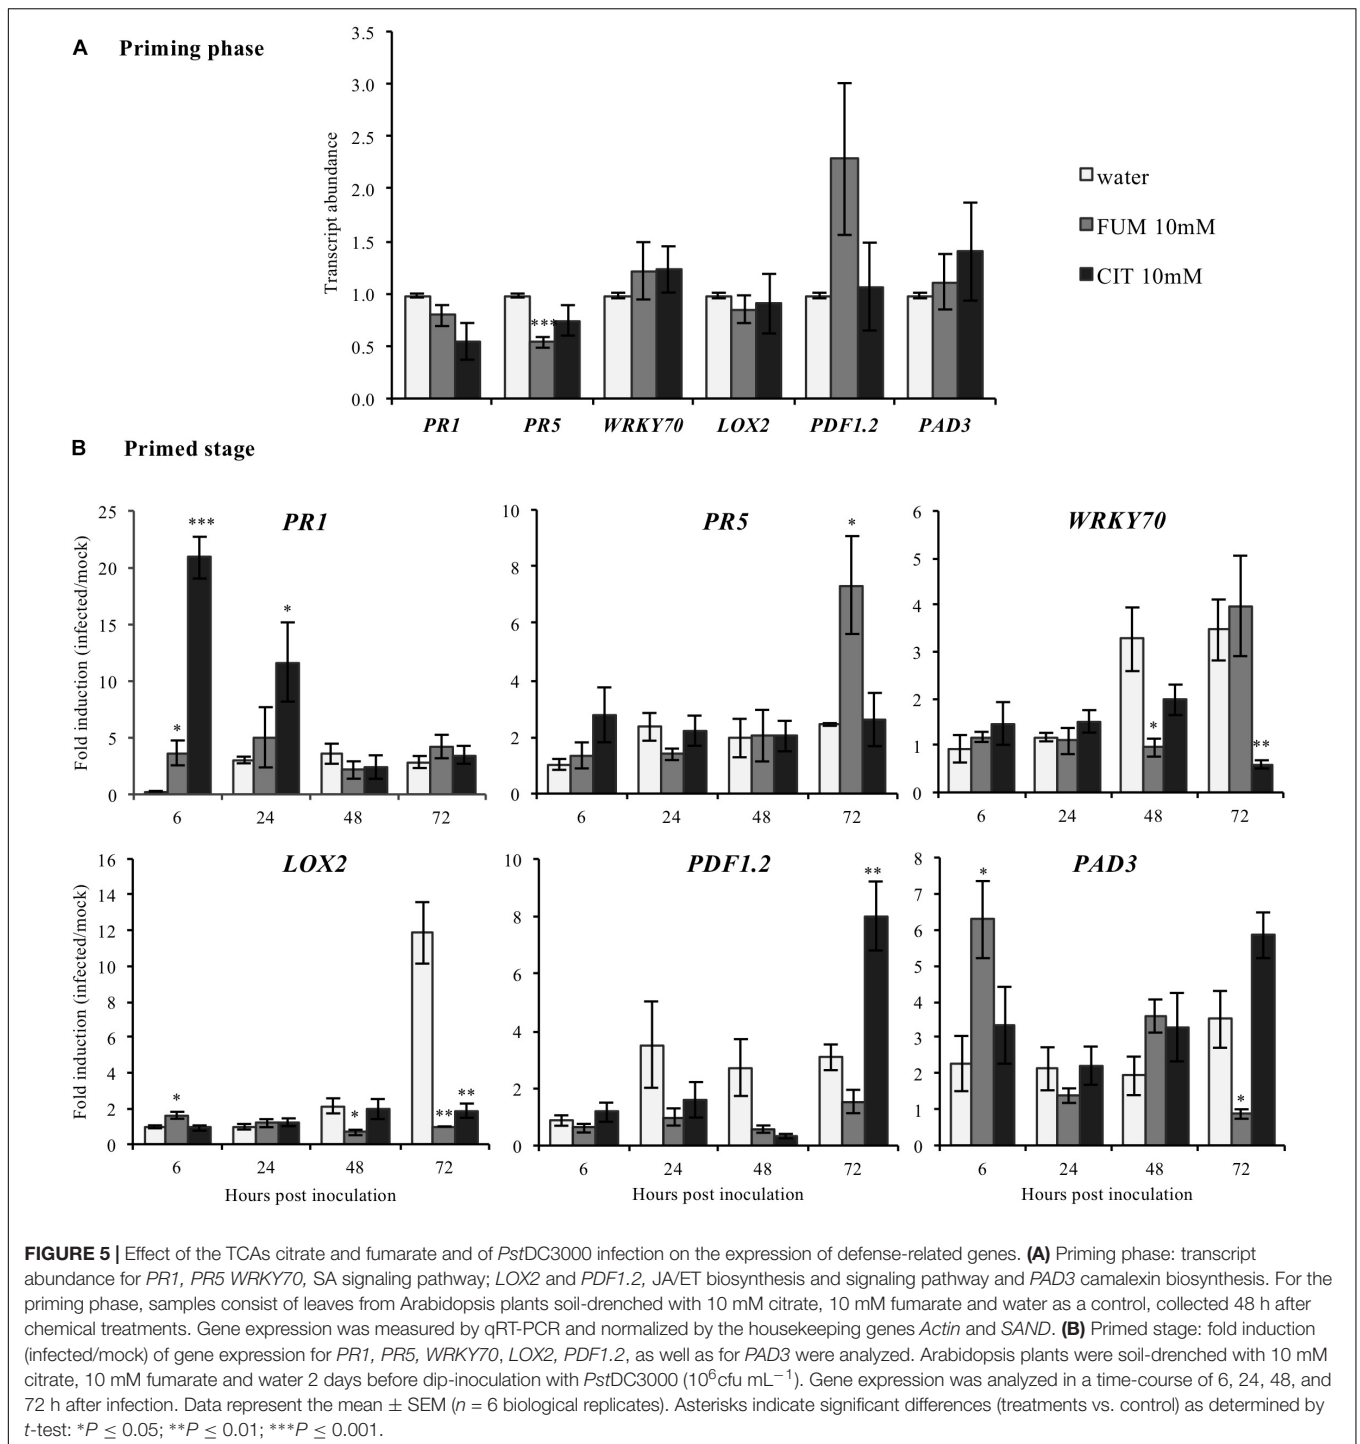 A Priming phase
3.5
3.0
2.5
2.0
1.5
1.0
0.5
0.0
Transcript abundance
***
PR1 PR5 WRKY70 LOX2 PDF1.2 PAD3
water
FUM 10mM
CIT 10mM
B Primed stage
PR1
Fold induction (infected/mock)
25
20
15
10
5
0
* *** *
6 24 48 72
PR5
10
8
6
4
2
0
*
6 24 48 72
WRKY70
6
5
4
3
2
1
0
* **
6 24 48 72
LOX2
Fold induction (infected/mock)
16
14
12
10
8
6
4
2
0
* * ** **
6 24 48 72
Hours post inoculation
PDF1.2
10
8
6
4
2
0
**
6 24 48 72
Hours post inoculation
PAD3
8
7
6
5
4
3
2
1
0
* *
6 24 48 72
Hours post inoculation
FIGURE 5 | Effect of the TCAs citrate and fumarate and of PstDC3000 infection on the expression of defense-related genes. (A) Priming phase: transcript
abundance for PR1, PR5 WRKY70, SA signaling pathway; LOX2 and PDF1.2, JA/ET biosynthesis and signaling pathway and PAD3 camalexin biosynthesis. For the
priming phase, samples consist of leaves from Arabidopsis plants soil-drenched with 10 mM citrate, 10 mM fumarate and water as a control, collected 48 h after
chemical treatments. Gene expression was measured by qRT-PCR and normalized by the housekeeping genes Actin and SAND. (B) Primed stage: fold induction
(infected/mock) of gene expression for PR1, PR5, WRKY70, LOX2, PDF1.2, as well as for PAD3 were analyzed. Arabidopsis plants were soil-drenched with 10 mM
citrate, 10 mM fumarate and water 2 days before dip-inoculation with PstDC3000 (10⁶cfu mL⁻¹). Gene expression was analyzed in a time-course of 6, 24, 48, and
72 h after infection. Data represent the mean ± SEM (n = 6 biological replicates). Asterisks indicate significant differences (treatments vs. control) as determined by
t-test: *P ≤ 0.05; **P ≤ 0.01; ***P ≤ 0.001.